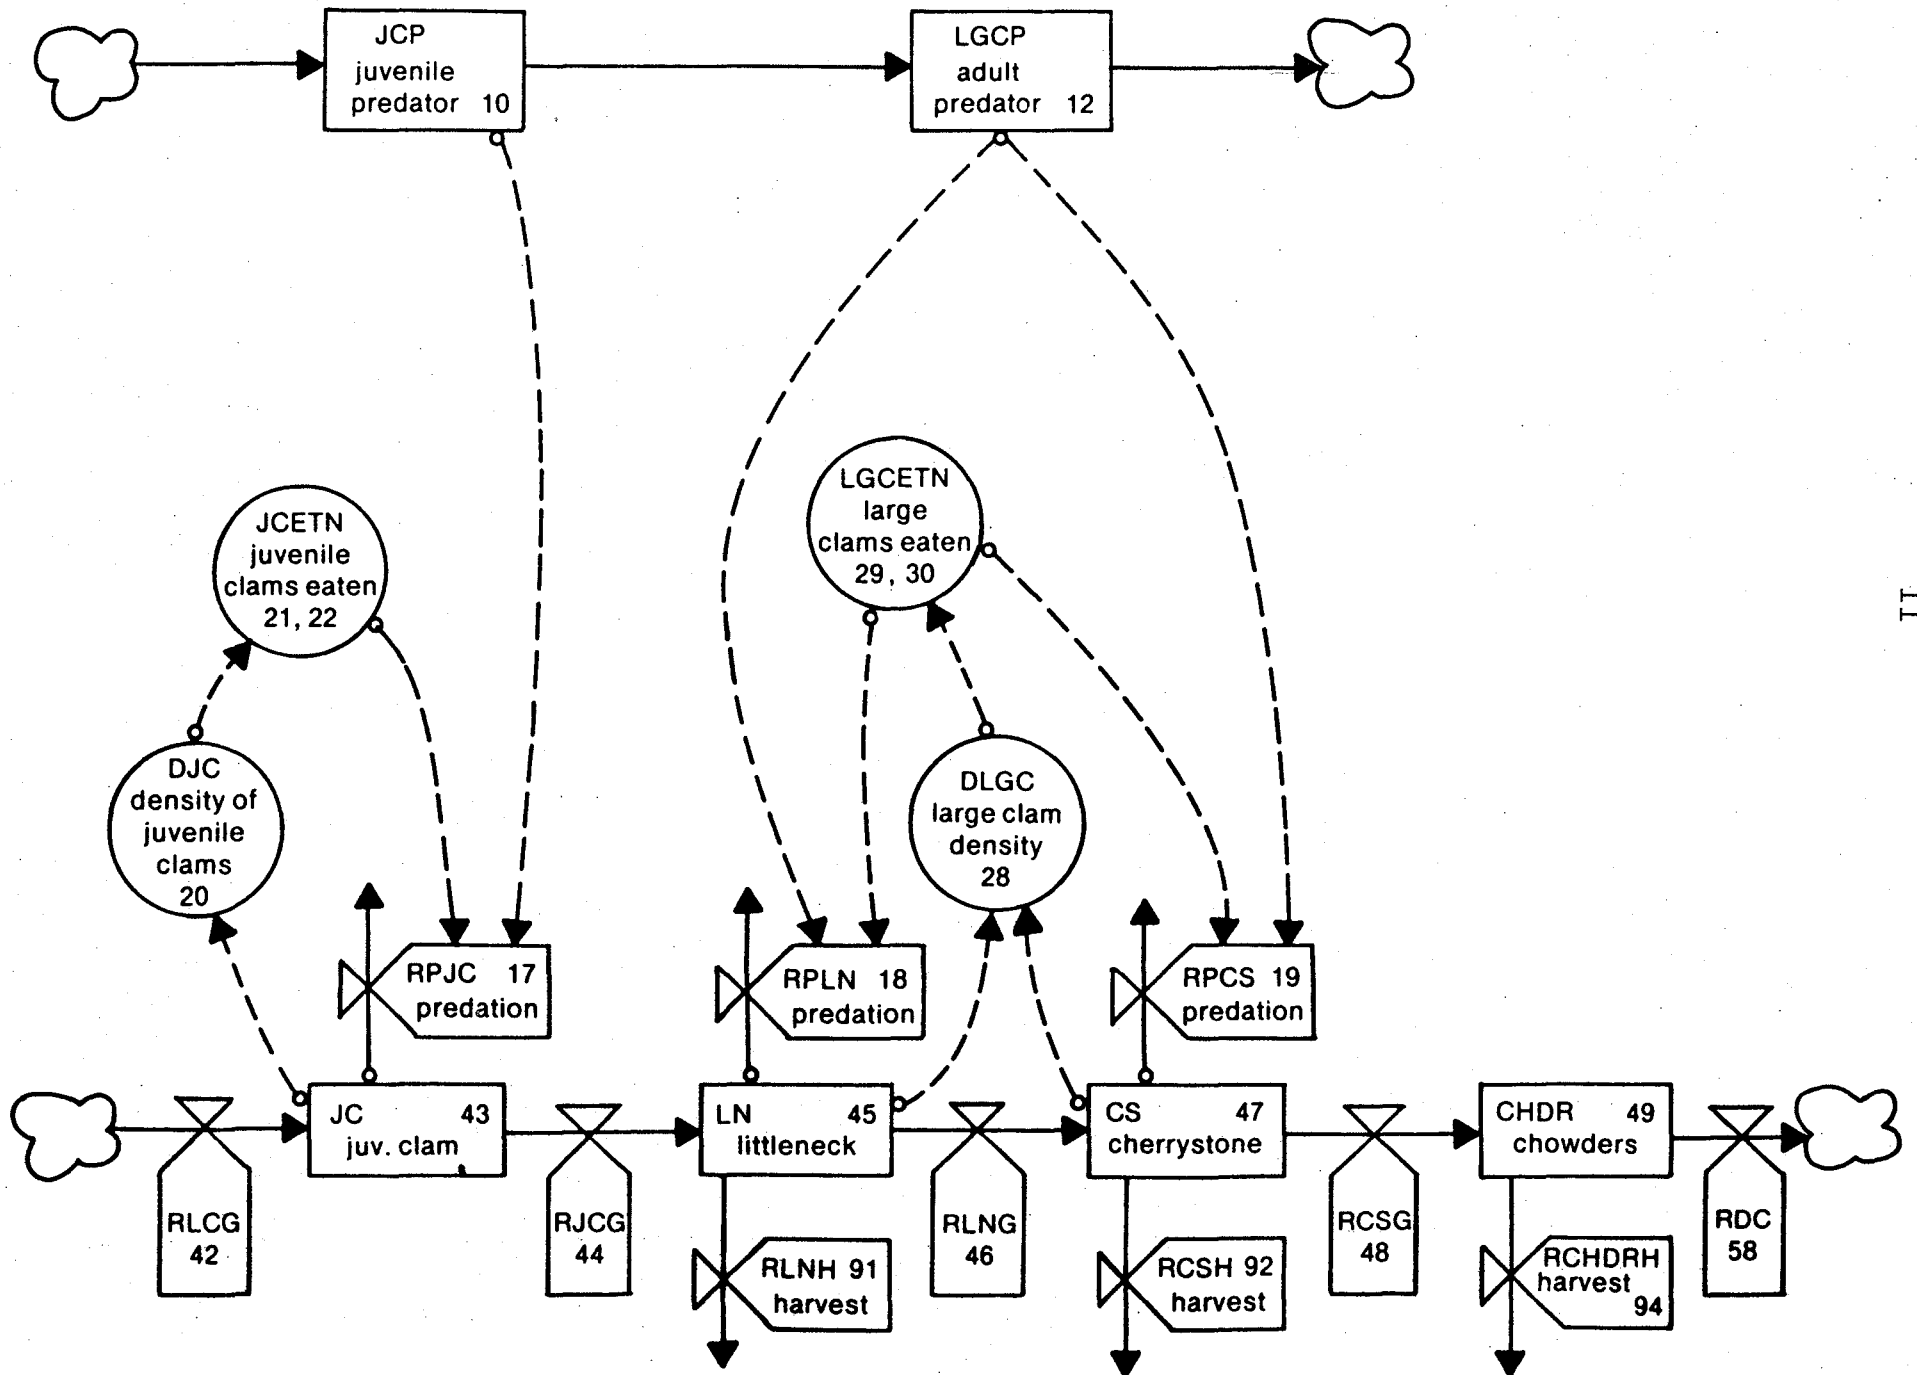 JCP
juvenile
predator 10
LGCP
adult
predator 12
LGCETN
large
clams eaten
29, 30
JCETN
juvenile
clams eaten
21, 22
11
DJC
density of
juvenile
clams
20
DLGC
large clam
density
28
RPJC 17
predation
RPLN 18
predation
RPCS 19
predation
JC 43
juv. clam
LN 45
littleneck
CS 47
cherrystone
CHDR 49
chowders
RLCG
42
RJCG
44
RLNG
46
RCSG
48
RDC
58
RLNH 91
harvest
RCSH 92
harvest
RCHDRH
harvest
94